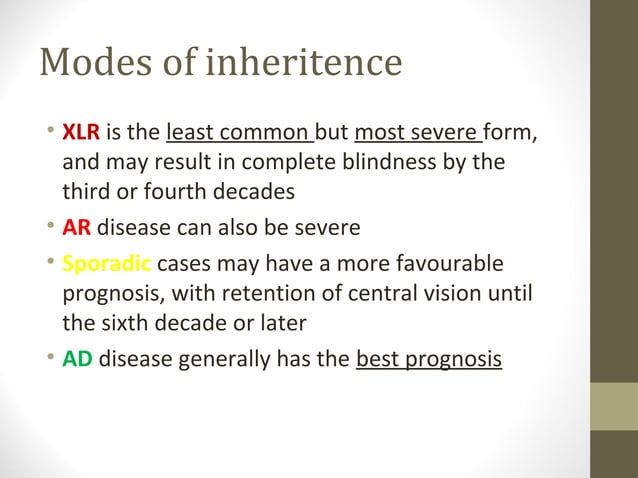 Modes of inheritence
• XLR is the least common but most severe form,
and may result in complete blindness by the
third or fourth decades
• AR disease can also be severe
• Sporadic cases may have a more favourable
prognosis, with retention of central vision until
the sixth decade or later
• AD disease generally has the best prognosis